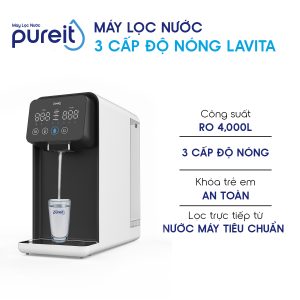 Máy Lọc Nước
pureit
MÁY LỌC NƯỚC
3 CẤP ĐỘ NÓNG LAVITA
Công suất
RO 4,000L
3 CẤP ĐỘ NÓNG
Khóa trẻ em
AN TOÀN
Lọc trực tiếp từ
NƯỚC MÁY TIÊU CHUẨN
pureit